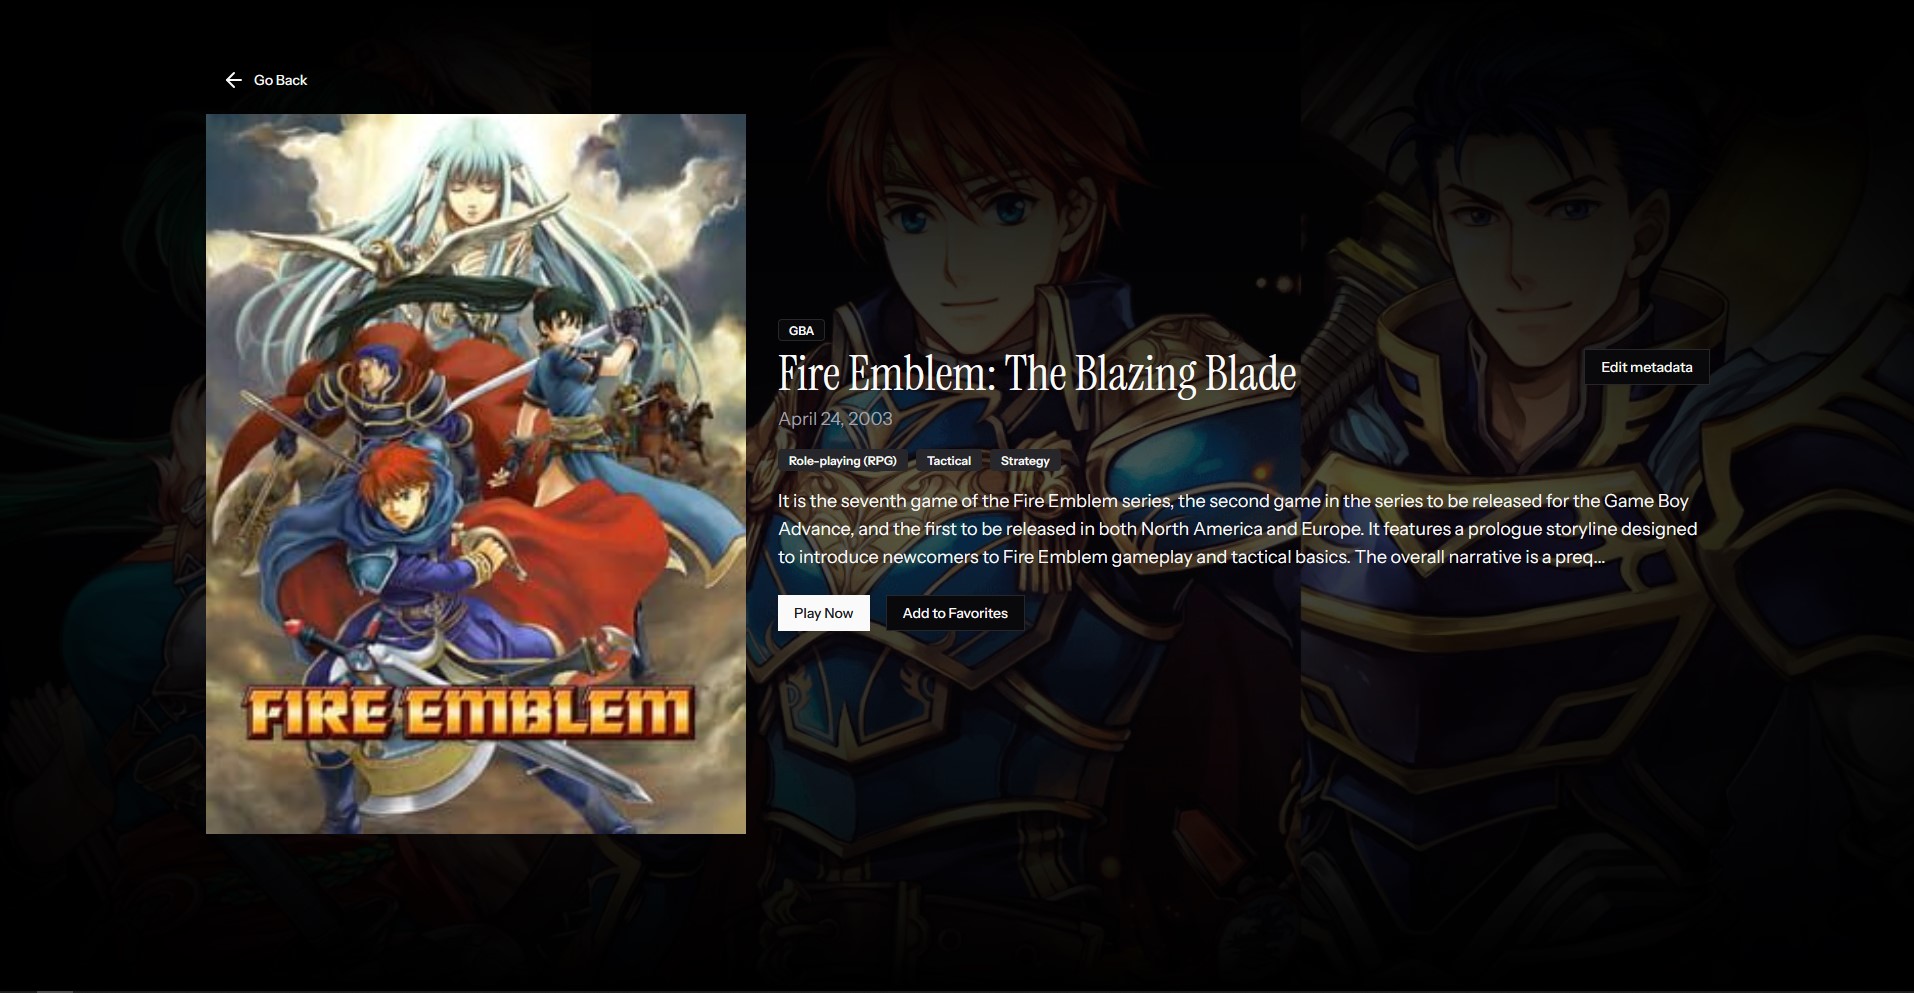 Go Back
FIRE EMBLEM
GBA
Fire Emblem: The Blazing Blade
Edit metadata
April 24, 2003
Role-playing (RPG) Tactical Strategy
It is the seventh game of the Fire Emblem series, the second game in the series to be released for the Game Boy
Advance, and the first to be released in both North America and Europe. It features a prologue storyline designed
to introduce newcomers to Fire Emblem gameplay and tactical basics. The overall narrative is a preq...
Play Now Add to Favorites